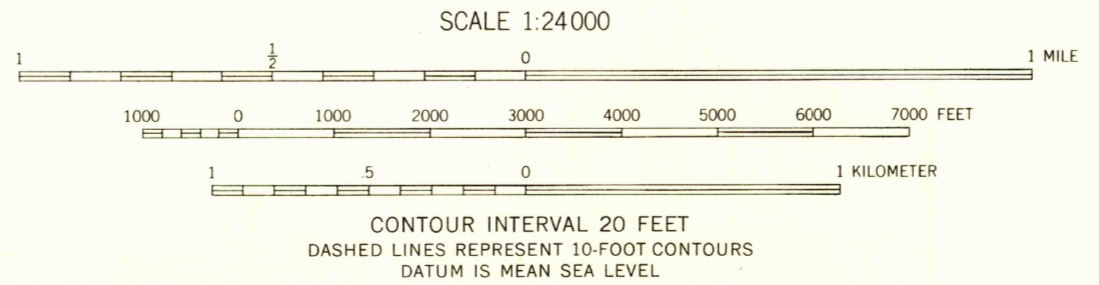 SCALE 1:24000
1 1/2 0 1 MILE
1000 0 1000 2000 3000 4000 5000 6000 7000 FEET
1 .5 0 1 KILOMETER
CONTOUR INTERVAL 20 FEET
DASHED LINES REPRESENT 10-FOOT CONTOURS
DATUM IS MEAN SEA LEVEL